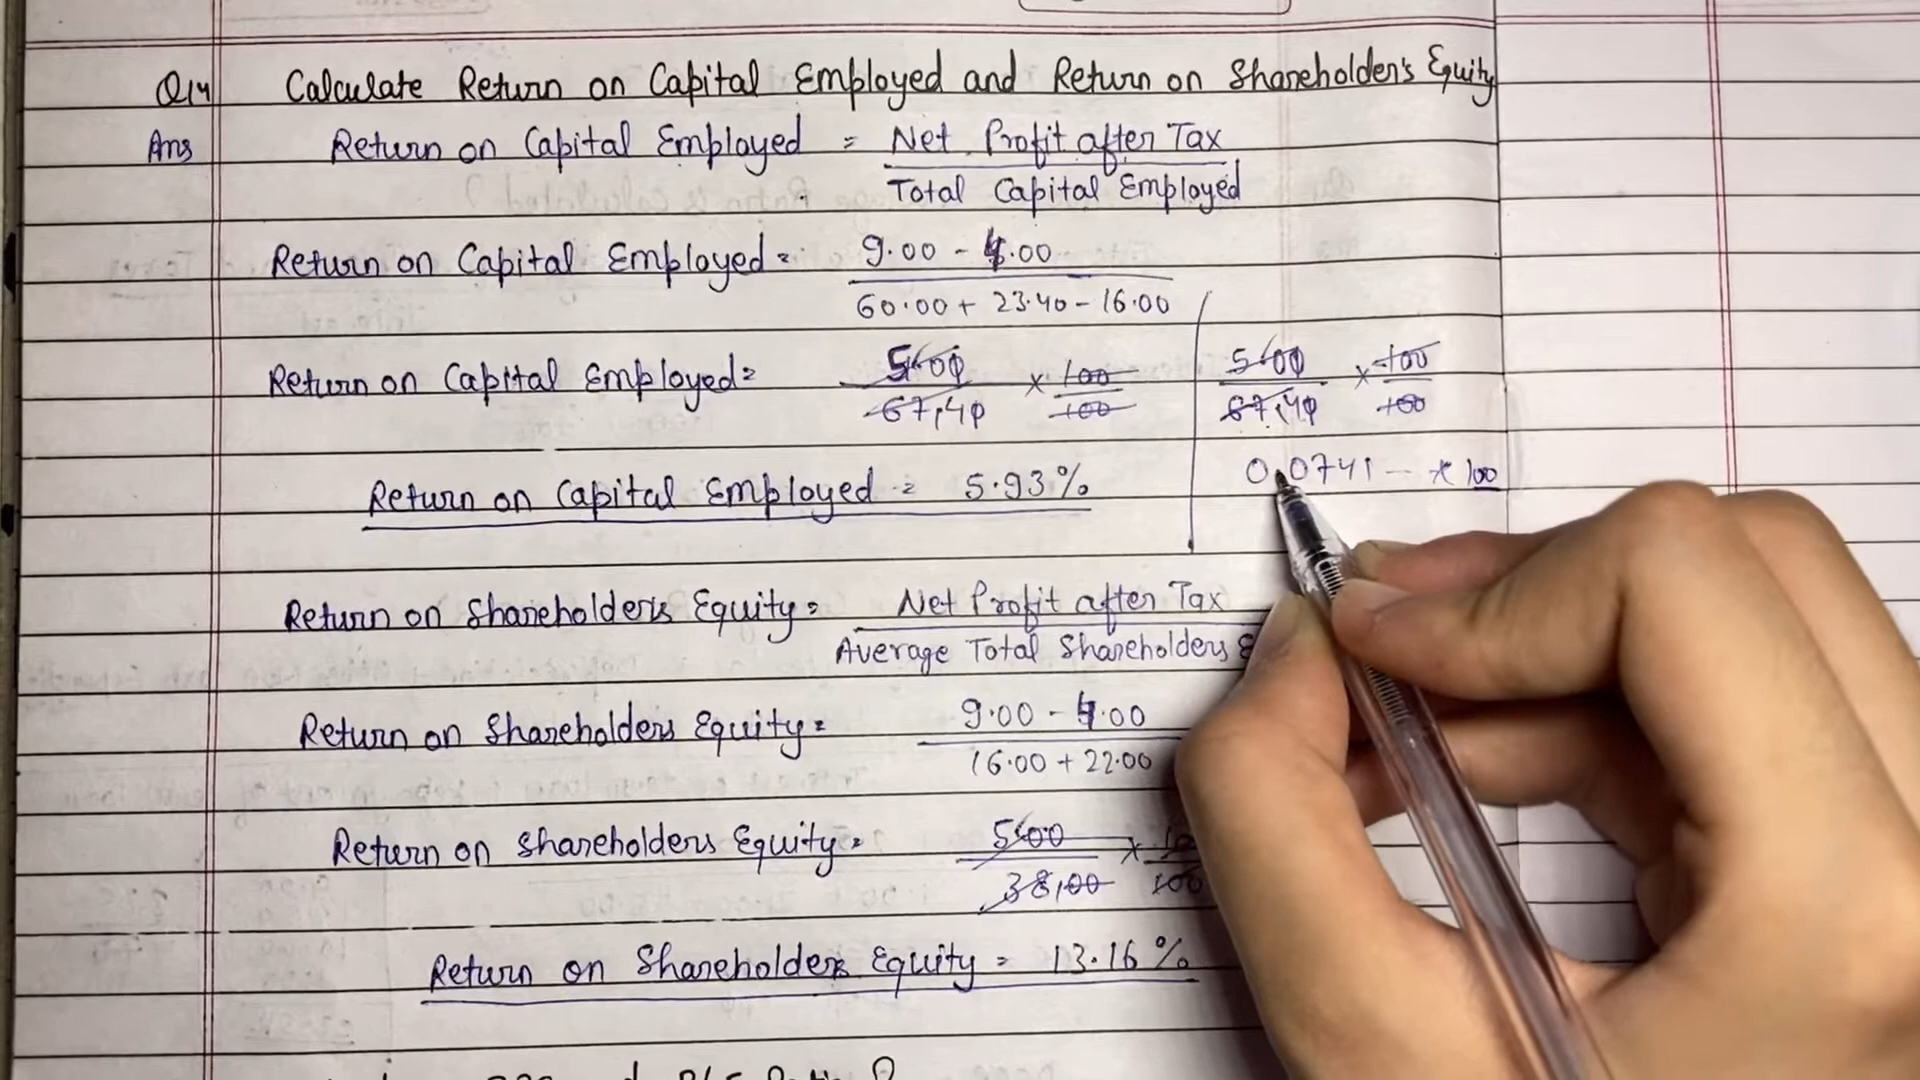 Q14 Calculate Return on Capital Employed and Return on Shareholder's Equity
Ans Return on Capital Employed = Net Profit after Tax
Total Capital Employed
Return on Capital Employed = 9.00 - 4.00
60.00 + 23.40 - 16.00
Return on Capital Employed = 5.00 × 100 5.00 × 100
67.40 100 67.40 100
0.0741 -- × 100
Return on Capital Employed = 5.93%
Return on Shareholders Equity = Net Profit after Tax
Average Total Shareholders E
Return on Shareholders Equity = 9.00 - 4.00
16.00 + 22.00
Return on Shareholders Equity = 5.00 ×
38.00 100
Return on Shareholders Equity = 13.16%